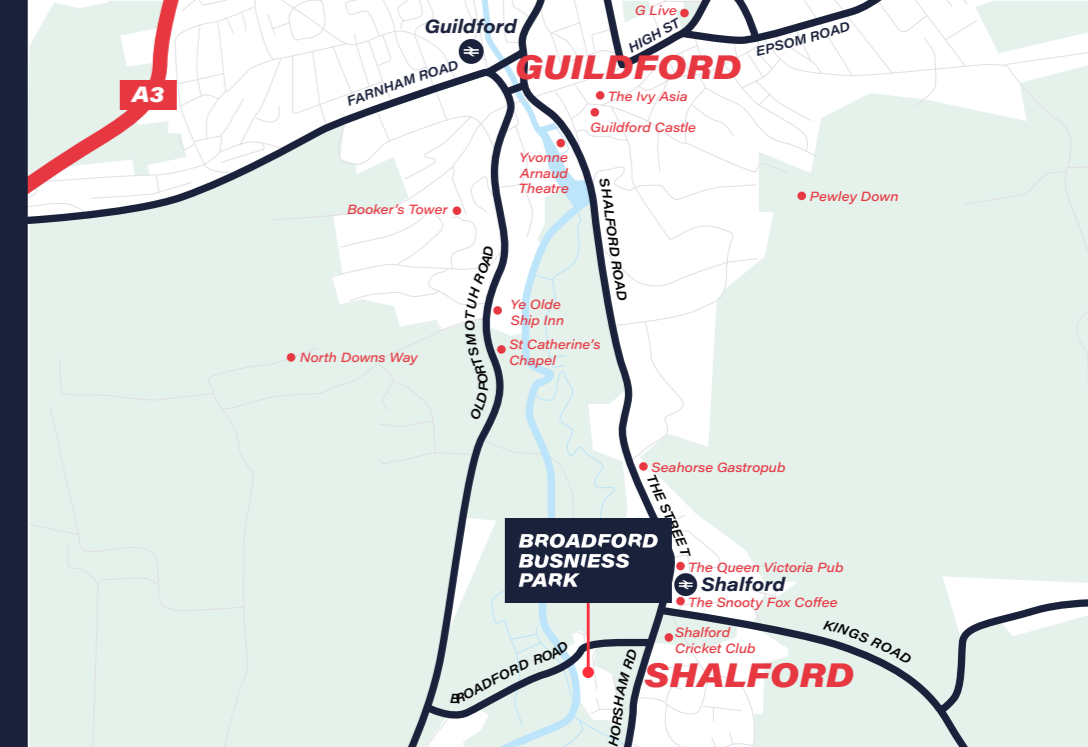 G Live
Guildford
HIGH ST
EPSOM ROAD
FARNHAM ROAD
GUILDFORD
A3
The Ivy Asia
Guildford Castle
Yvonne
Arnaud
Theatre
SHALFORD ROAD
Pewley Down
Booker's Tower
OLD PORTSMOTUH ROAD
Ye Olde
Ship Inn
St Catherine's
Chapel
North Downs Way
Seahorse Gastropub
THE STREET
BROADFORD
BUSNIESS
PARK
The Queen Victoria Pub
Shalford
The Snooty Fox Coffee
KINGS ROAD
Shalford
Cricket Club
BROADFORD ROAD
HORSHAM RD
SHALFORD